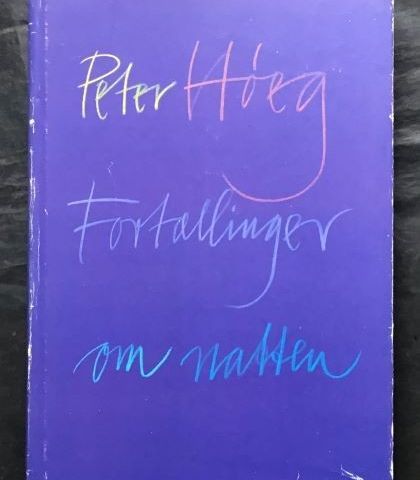 Peter Høeg
Fortællinger
om natten